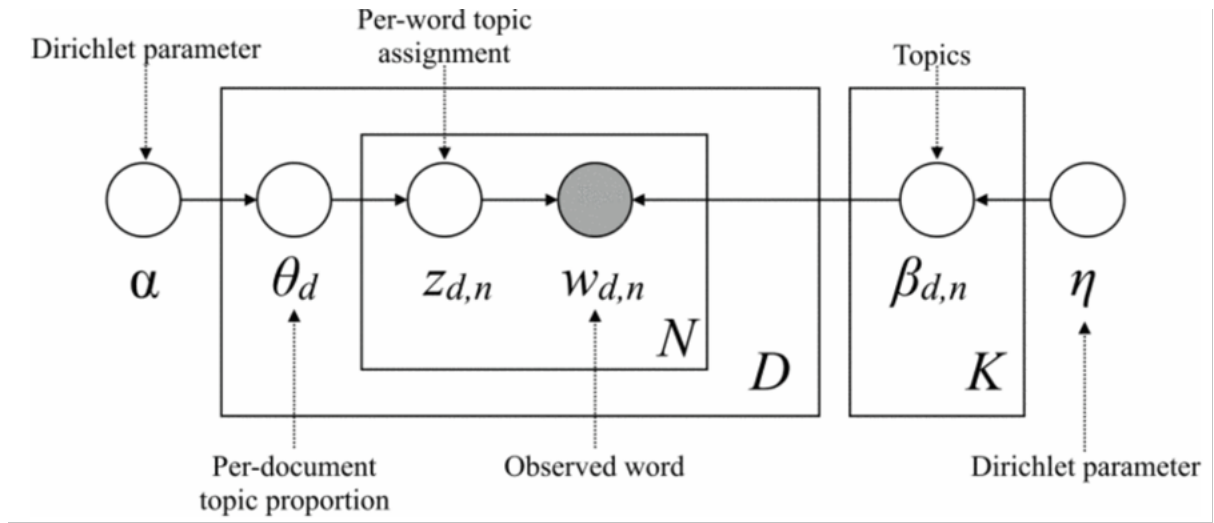 Per-word topic
assignment
Dirichlet parameter
Topics
α
θd
zd,n
wd,n
βd,n
η
N
D
K
Per-document
topic proportion
Observed word
Dirichlet parameter